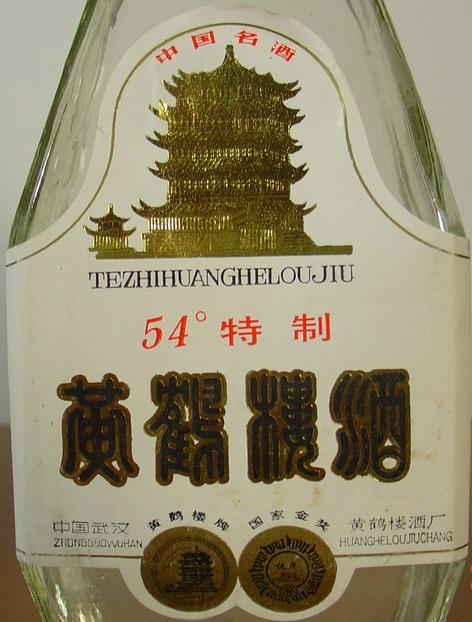 中国名酒
TEZHIHUANGHELOUJIU
54°特制
黄鹤楼酒
黄鹤楼牌 国家金奖
中国武汉 黄鹤楼酒厂
ZHONGGUOWUHAN HUANGHELOUJIUCHANG